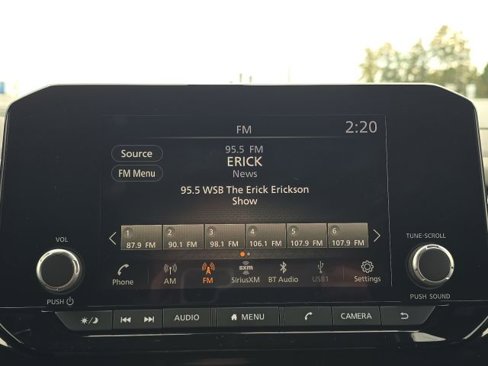 FM 2:20
Source
FM Menu
95.5 FM
ERICK
News
95.5 WSB The Erick Erickson
Show
1 2 3 4 5 6
87.9 FM 90.1 FM 98.1 FM 106.1 FM 107.9 FM 107.9 FM
Phone AM FM sxm SiriusXM BT Audio USB1 Settings
VOL
TUNE·SCROLL
PUSH
PUSH SOUND
AUDIO MENU CAMERA